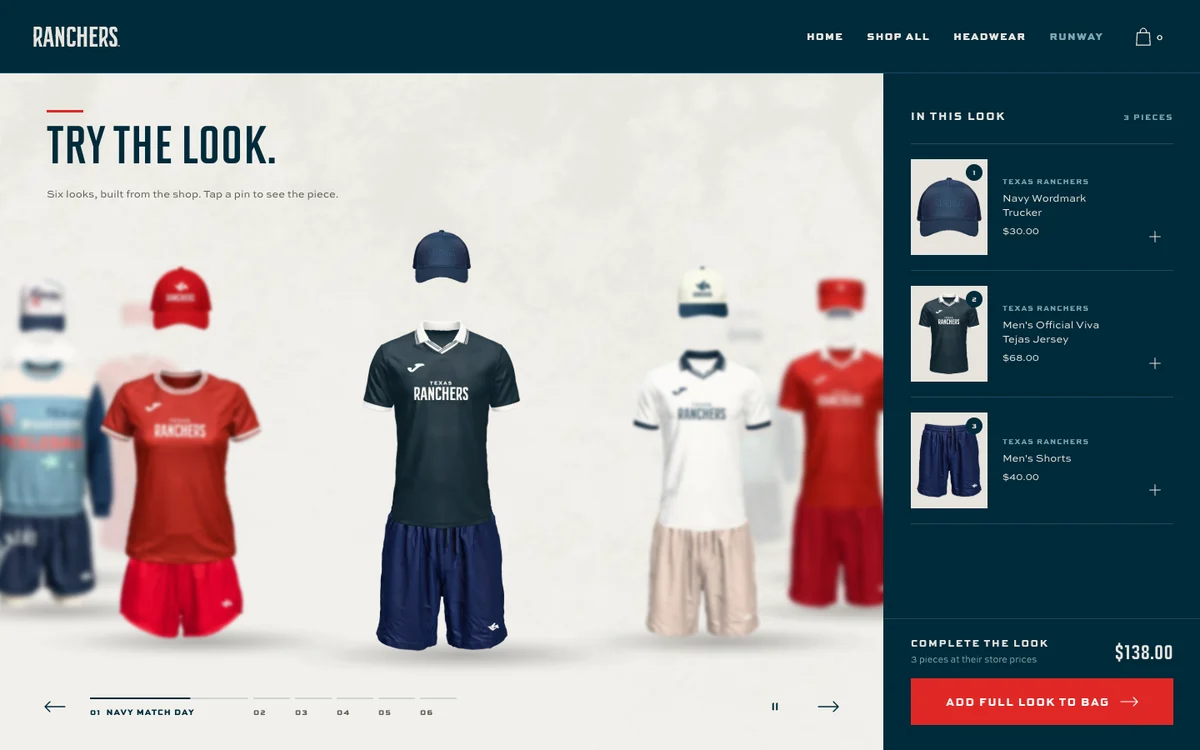 RANCHERS
HOME SHOP ALL HEADWEAR RUNWAY 0
TRY THE LOOK.
Six looks, built from the shop. Tap a pin to see the piece.
RANCHERS
TEXAS
RANCHERS
RANCHERS
RANCHERS
01 NAVY MATCH DAY 02 03 04 05 06
IN THIS LOOK 3 PIECES
1
TEXAS RANCHERS
Navy Wordmark
Trucker
$30.00
2
RANCHERS
TEXAS RANCHERS
Men's Official Viva
Tejas Jersey
$68.00
3
TEXAS RANCHERS
Men's Shorts
$40.00
COMPLETE THE LOOK
3 pieces at their store prices
$138.00
ADD FULL LOOK TO BAG